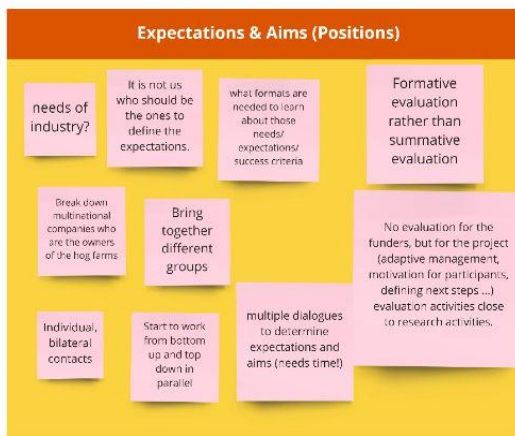 Expectations & Aims (Positions)
needs of
industry?
It is not us
who should be
the ones to
define the
expectations.
what formats are
needed to learn
about those
needs/
expectations/
success criteria
Formative
evaluation
rather than
summative
evaluation
Break down
multinational
companies who
are the owners
of the hog farms
Bring
together
different
groups
No evaluation for the
funders, but for the project
(adaptive management,
motivation for participants,
defining next steps ...)
evaluation activities close
to research activities.
Individual,
bilateral
contacts
Start to work
from bottom
up and top
down in
parallel
multiple dialogues
to determine
expectations and
aims (needs time!)